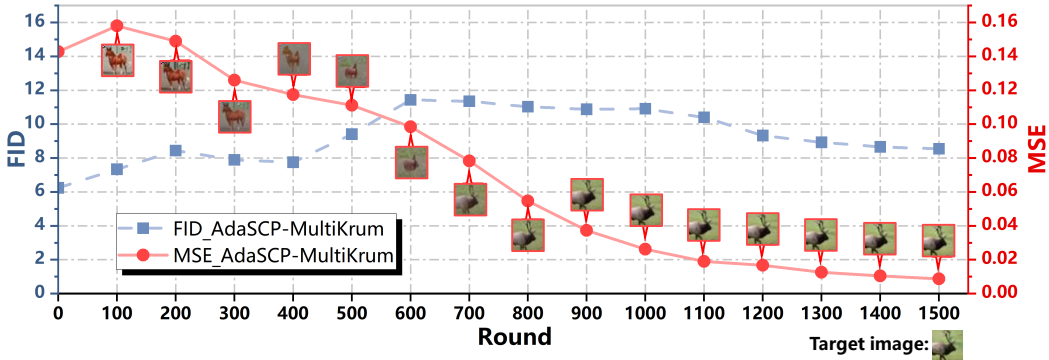 FID
16
14
12
10
8
6
4
2
0
0.16
0.14
0.12
0.10
0.08
0.06
0.04
0.02
0.00
MSE
FID_AdaSCP-MultiKrum
MSE_AdaSCP-MultiKrum
0 100 200 300 400 500 600 700 800 900 1000 1100 1200 1300 1400 1500
Round
Target image: